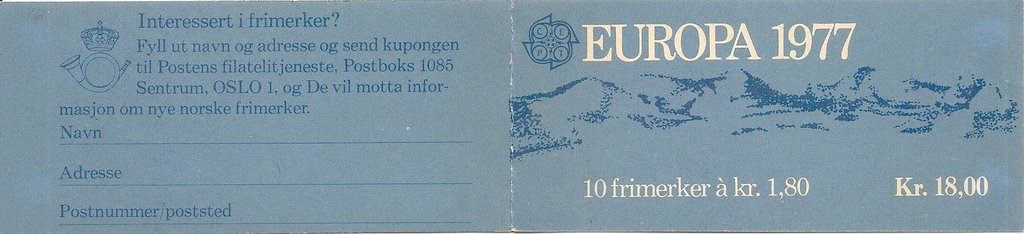 Interessert i frimerker?
Fyll ut navn og adresse og send kupongen
til Postens filatelitjeneste, Postboks 1085
Sentrum, OSLO 1, og De vil motta infor-
masjon om nye norske frimerker.
Navn
Adresse
Postnummer/poststed
CEPT
EUROPA 1977
10 frimerker à kr. 1,80
Kr. 18,00